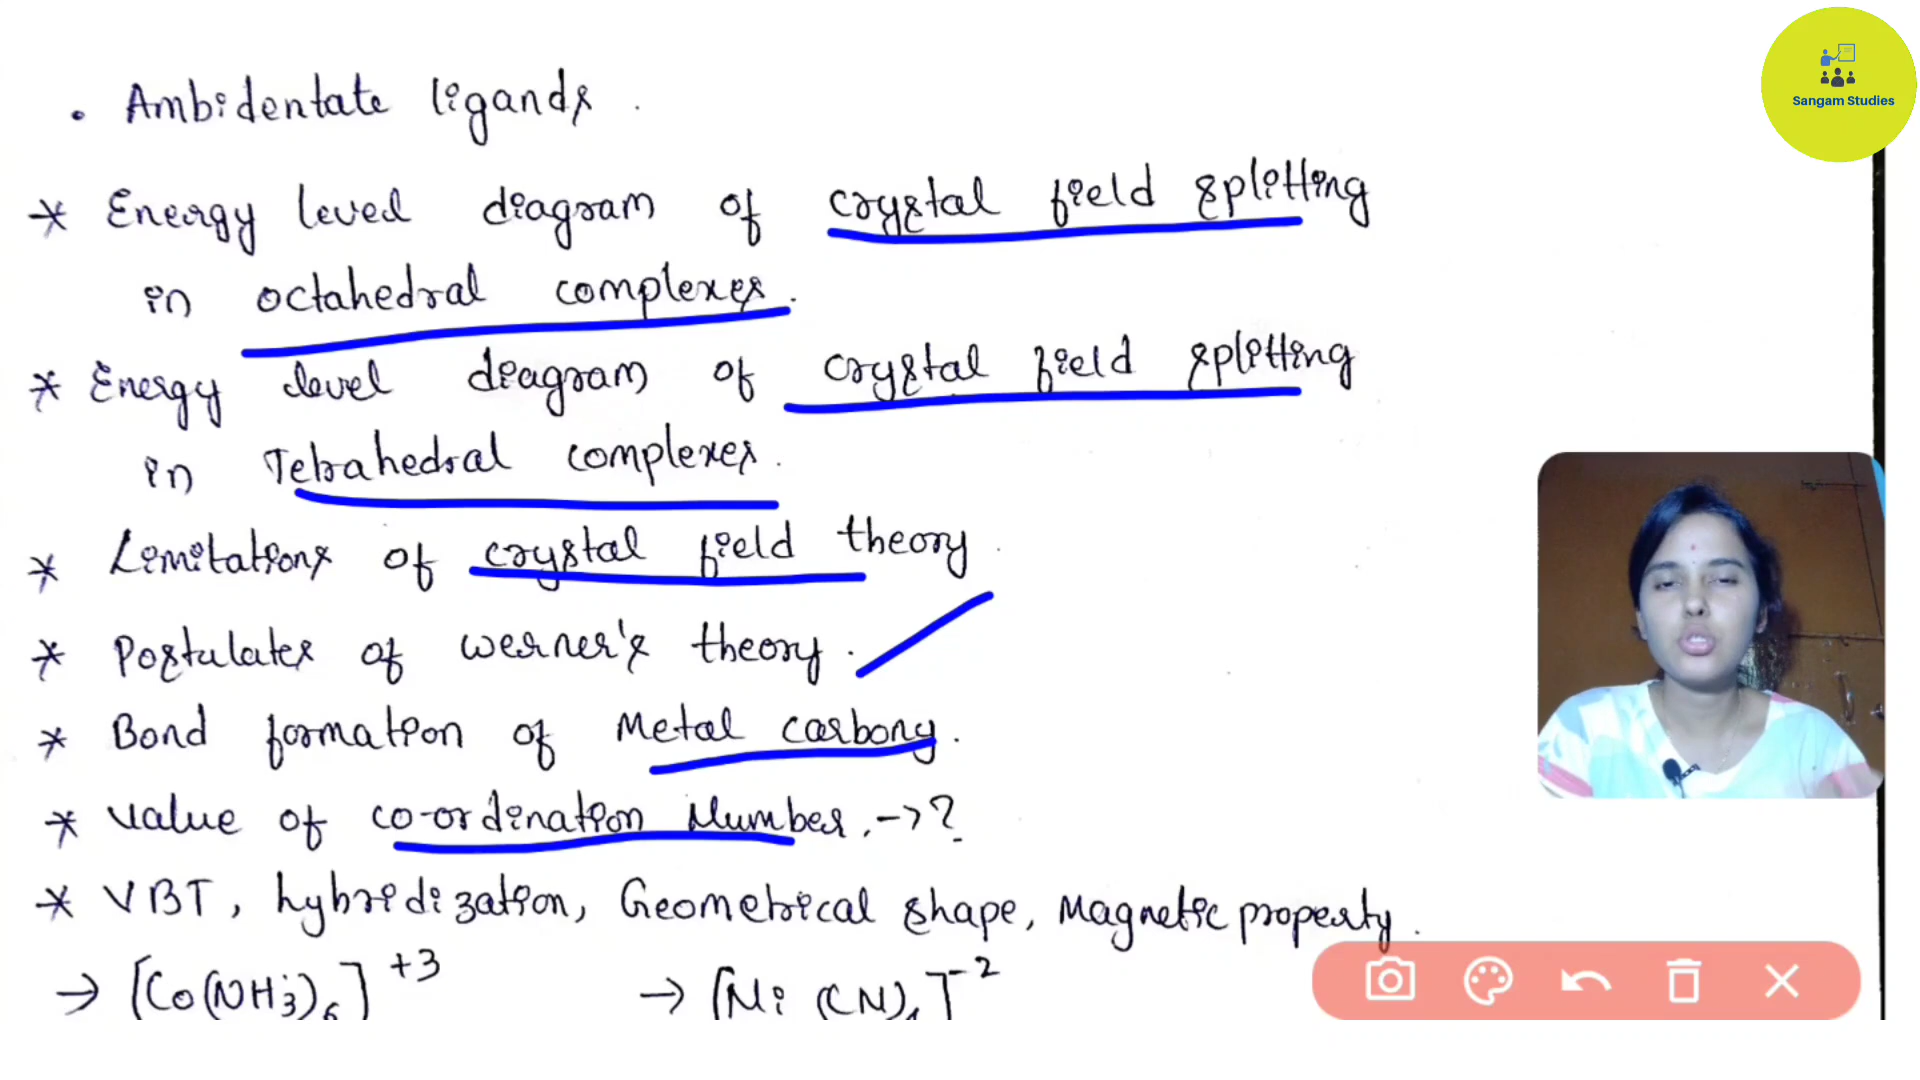 Sangam Studies
. Ambidentate ligands.
* Energy level diagram of crystal field splitting
in octahedral complexes.
* Energy level diagram of crystal field splitting
in Tetrahedral complexes.
* Limitations of crystal field theory.
* Postulates of werner's theory.
* Bond formation of Metal carbony.
* Value of co-ordination Number. -> ?
* VBT, hybridization, Geometrical shape, Magnetic property.
→ [Co(NH3)6]+3 → [Ni(CN)4]-2